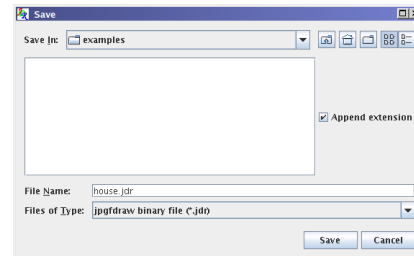 Save
Save In: examples
Append extension
File Name: house.jdr
Files of Type: jpgfdraw binary file (*.jdr)
Save Cancel